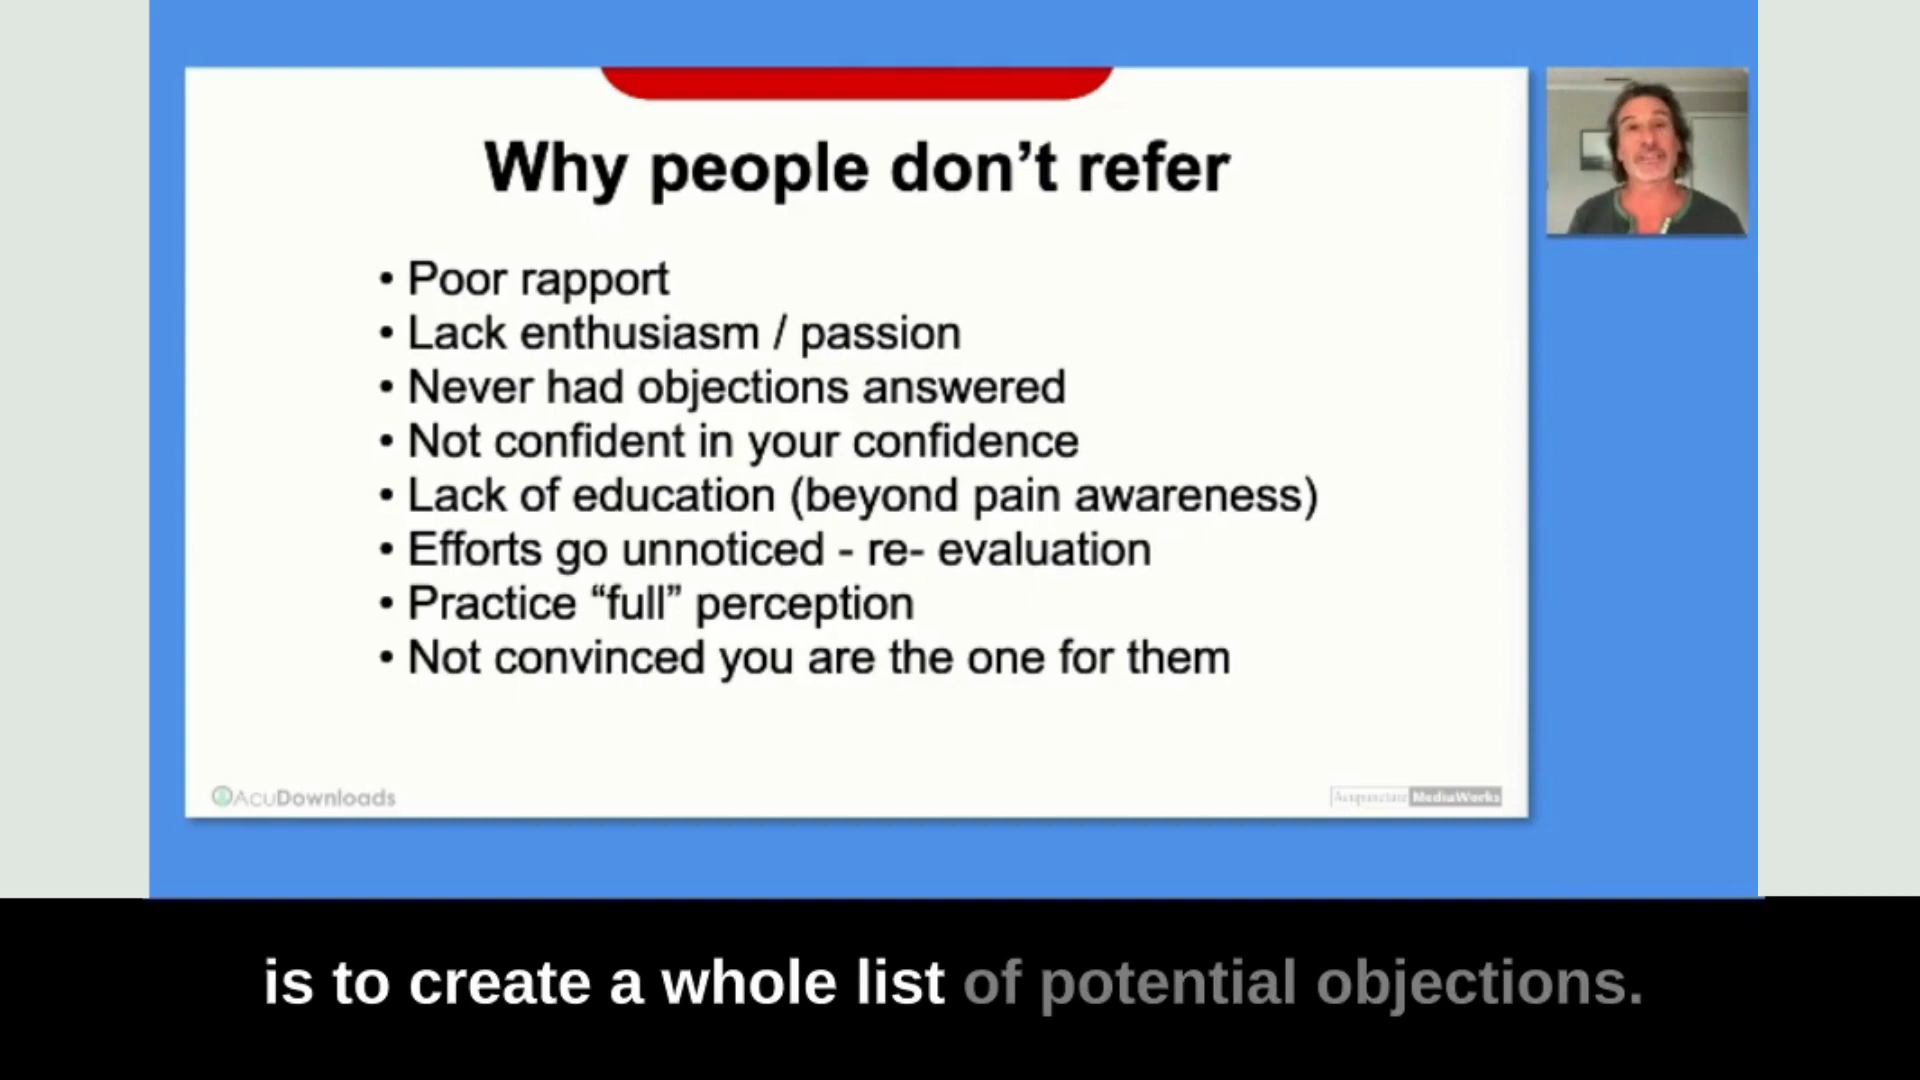 Why people don’t refer
• Poor rapport
• Lack enthusiasm / passion
• Never had objections answered
• Not confident in your confidence
• Lack of education (beyond pain awareness)
• Efforts go unnoticed - re- evaluation
• Practice “full” perception
• Not convinced you are the one for them
AcuDownloads
Acupuncture MediaWorks
is to create a whole list of potential objections.